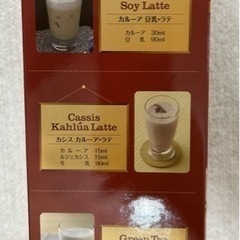 Soy Latte
カルーア 豆乳・ラテ
カルーア 30ml
豆 乳 90ml
Cassis
Kahlúa Latte
カシス カルーア・ラテ
カルーア 15ml
ルジェカシス 15ml
牛 乳 90ml
Green Tea